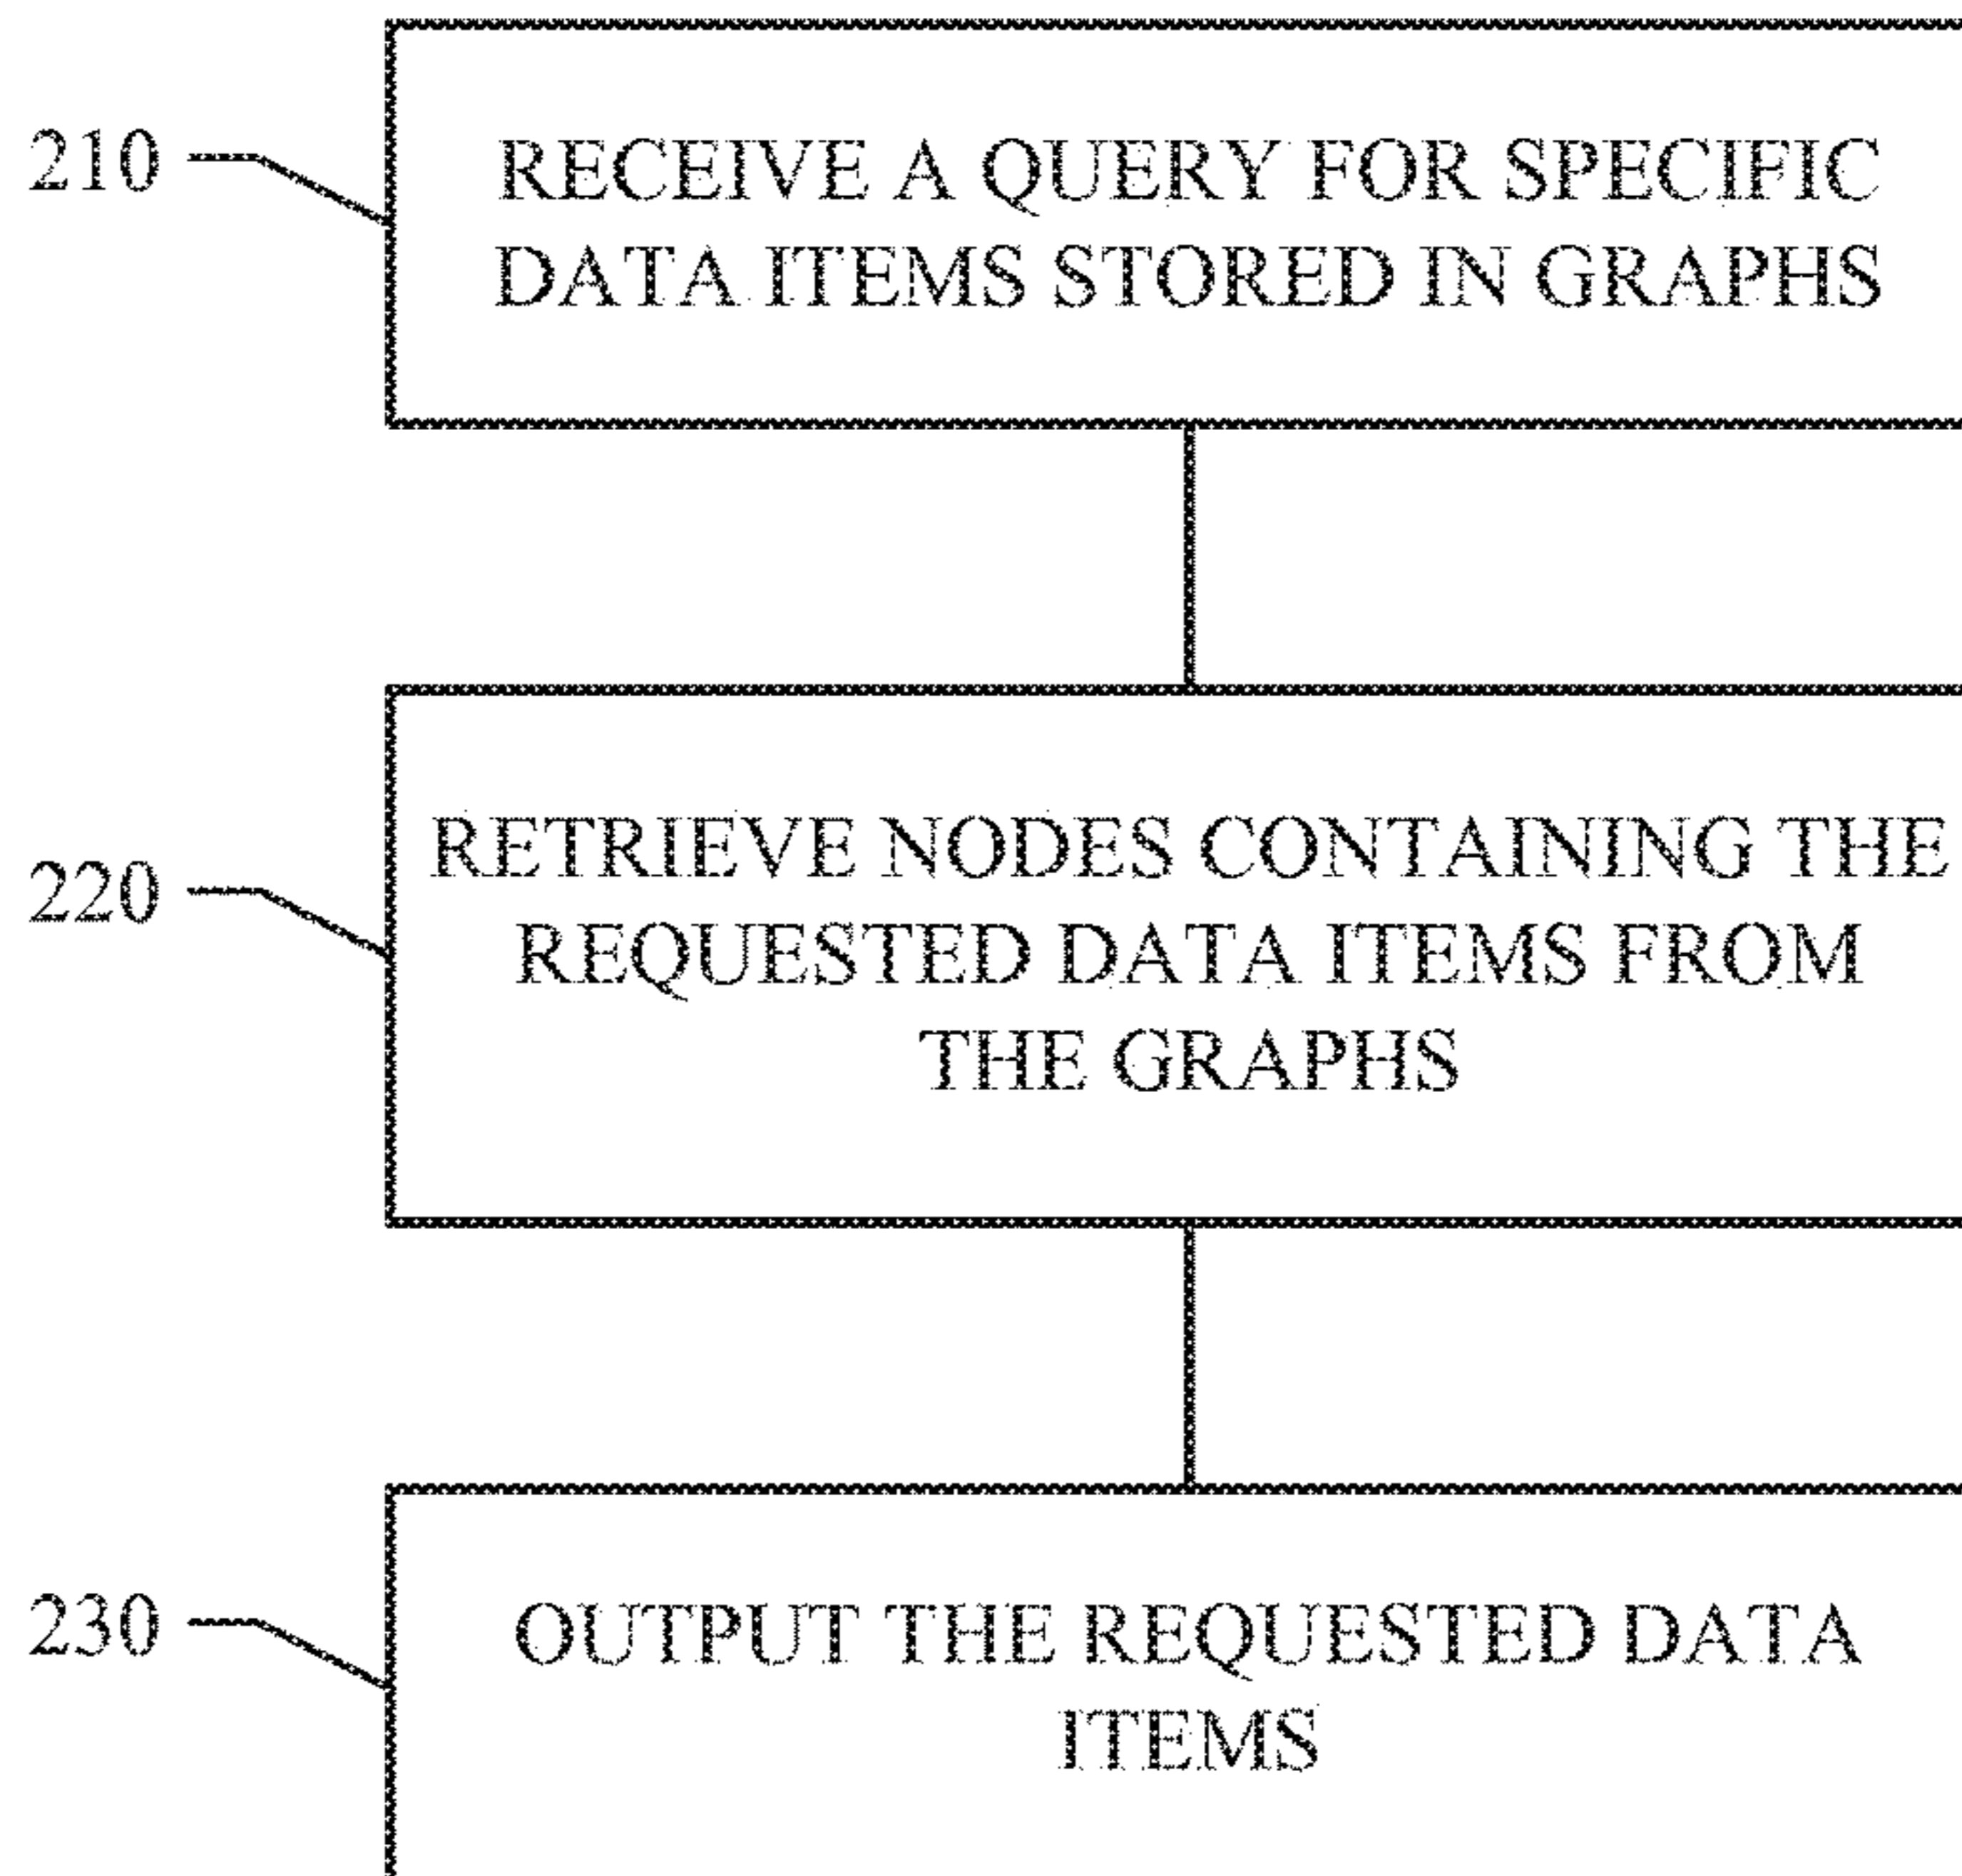 210
RECEIVE A QUERY FOR SPECIFIC
DATA ITEMS STORED IN GRAPHS
220
RETRIEVE NODES CONTAINING THE
REQUESTED DATA ITEMS FROM
THE GRAPHS
230
OUTPUT THE REQUESTED DATA
ITEMS